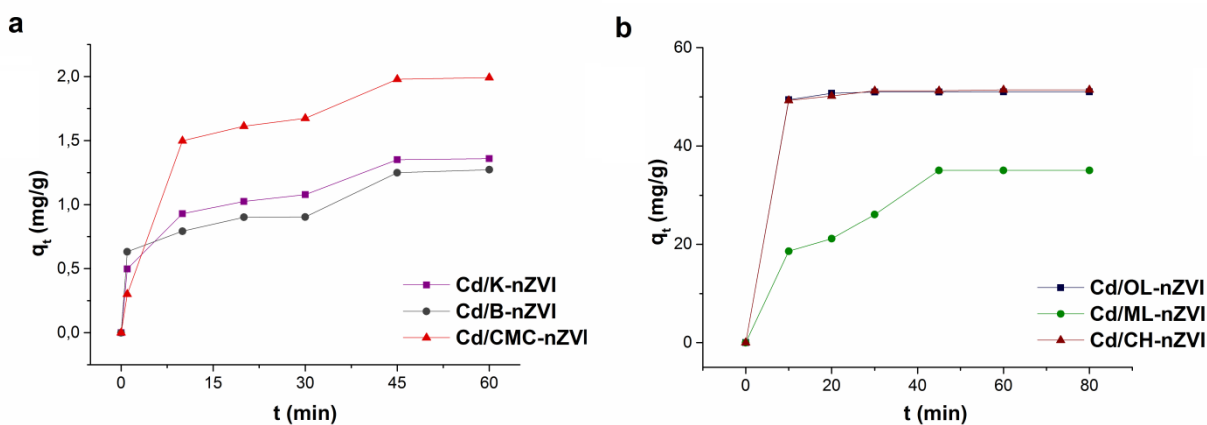 a
q_t (mg/g)
2,0
1,5
1,0
0,5
0,0
0
15
30
45
60
t (min)
Cd/K-nZVI
Cd/B-nZVI
Cd/CMC-nZVI
b
q_t (mg/g)
60
40
20
0
0
20
40
60
80
t (min)
Cd/OL-nZVI
Cd/ML-nZVI
Cd/CH-nZVI